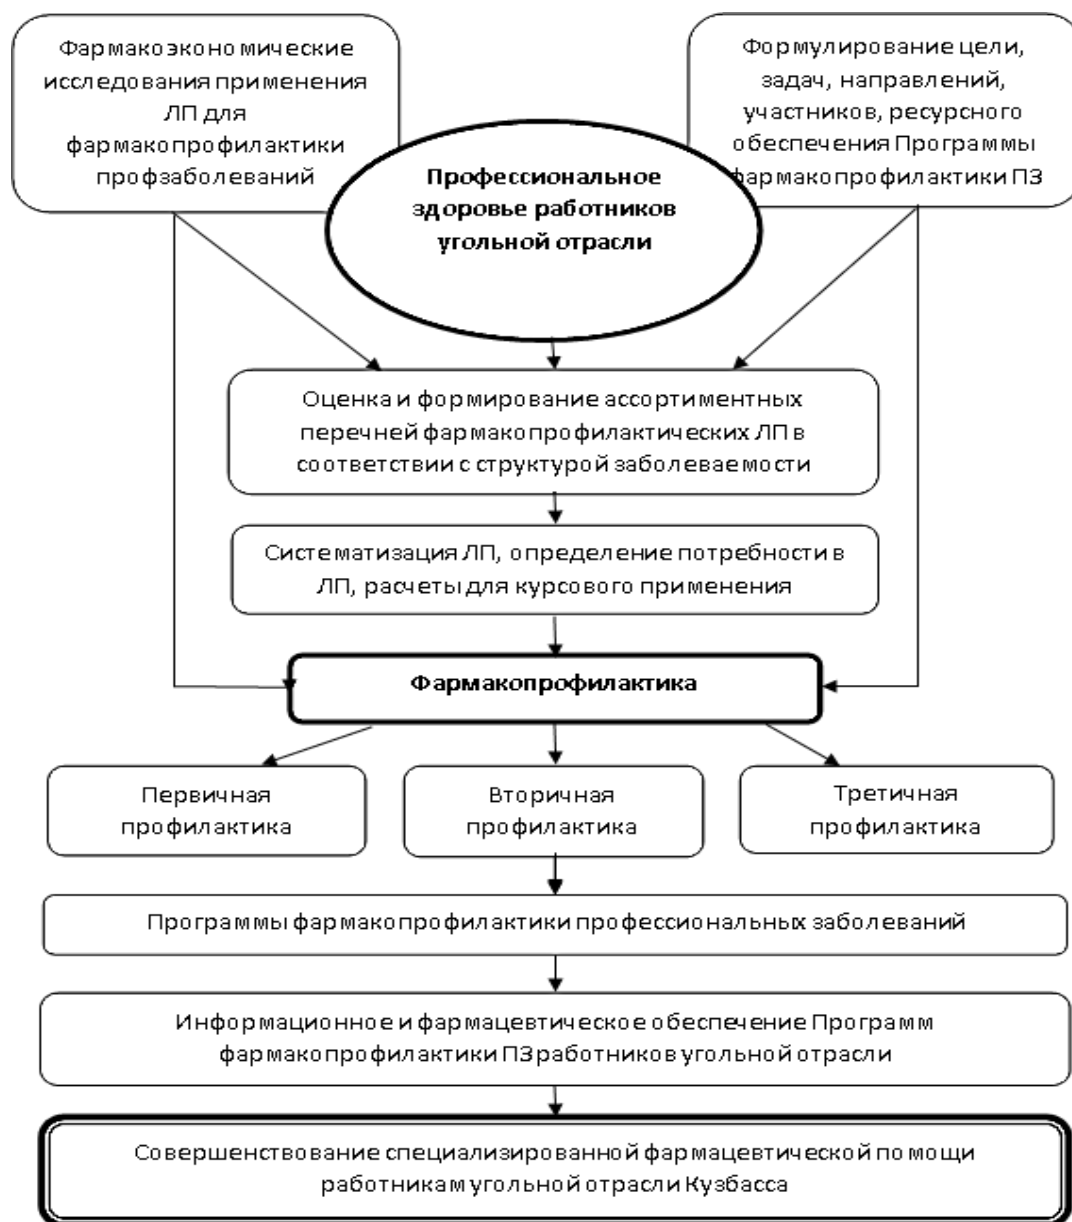 Фармакоэкономические
исследования применения
ЛП для
фармакопрофилактики
профзаболеваний
Формулирование цели,
задач, направлений,
участников, ресурсного
обеспечения Программы
фармакопрофилактики ПЗ
Профессиональное
здоровье работников
угольной отрасли
Оценка и формирование ассортиментных
перечней фармакопрофилактических ЛП в
соответствии с структурой заболеваемости
Систематизация ЛП, определение потребности в
ЛП, расчеты для курсового применения
Фармакопрофилактика
Первичная
профилактика
Вторичная
профилактика
Третичная
профилактика
Программы фармакопрофилактики профессиональных заболеваний
Информационное и фармацевтическое обеспечение Программ
фармакопрофилактики ПЗ работников угольной отрасли
Совершенствование специализированной фармацевтической помощи
работникам угольной отрасли Кузбасса